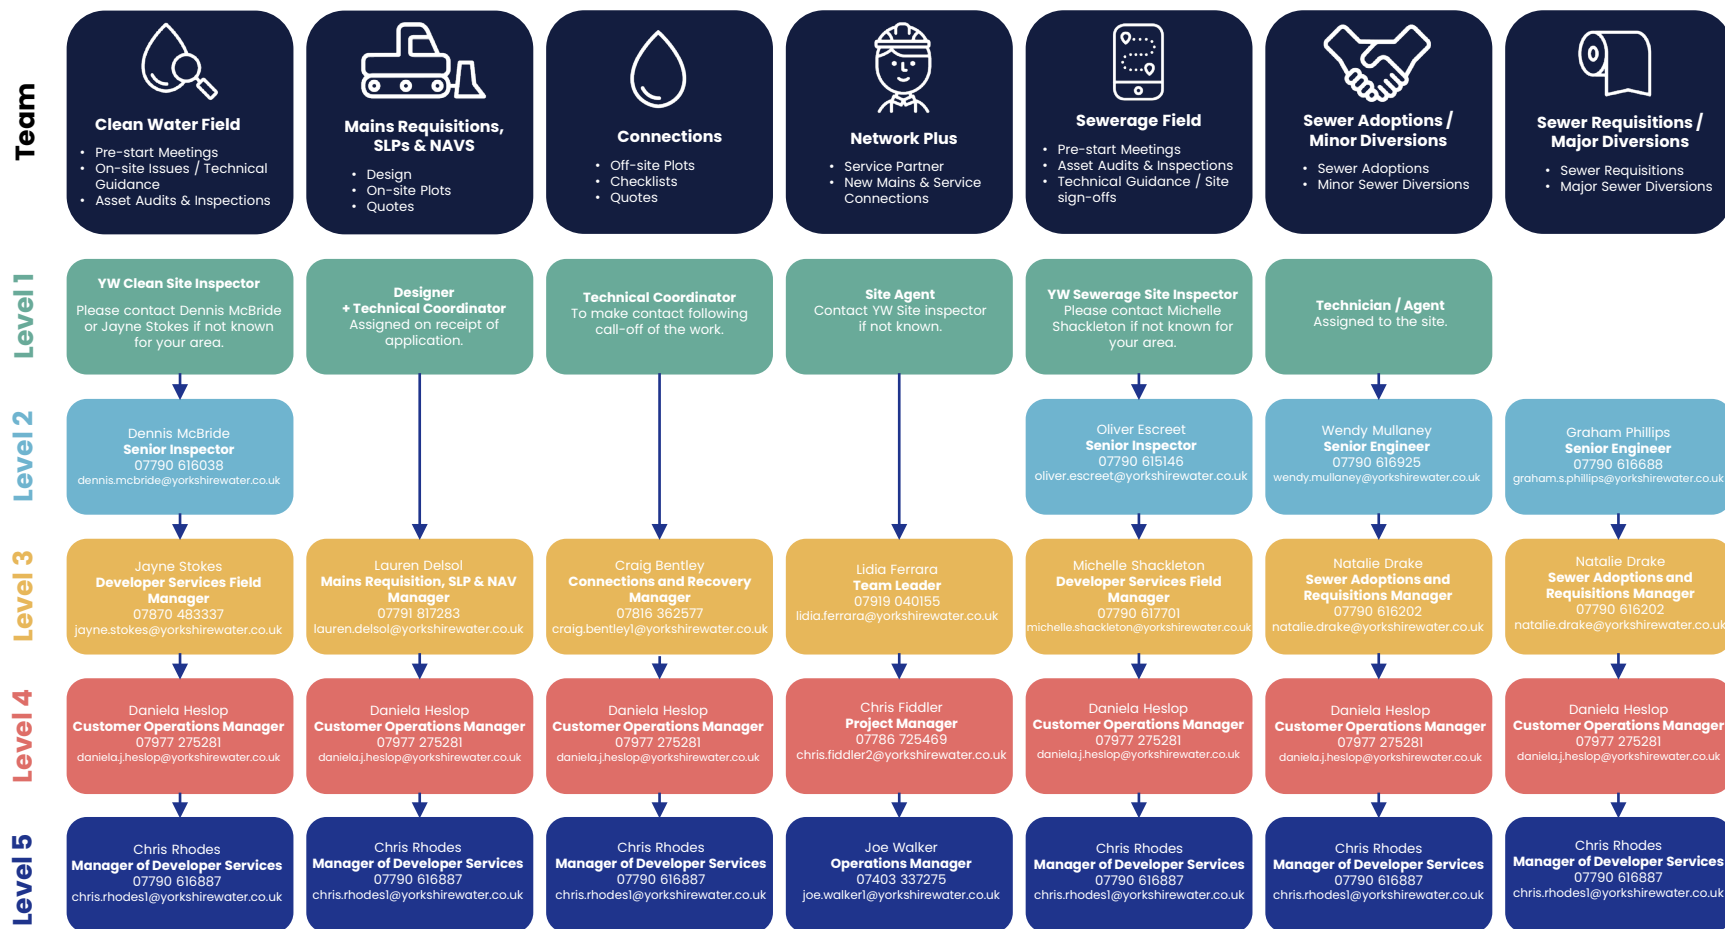 Team
Clean Water Field
• Pre-start Meetings
• On-site Issues / Technical
Guidance
• Asset Audits & Inspections
Mains Requisitions,
SLPs & NAVS
• Design
• On-site Plots
• Quotes
Connections
• Off-site Plots
• Checklists
• Quotes
Network Plus
• Service Partner
• New Mains & Service
Connections
Sewerage Field
• Pre-start Meetings
• Asset Audits & Inspections
• Technical Guidance / Site
sign-offs
Sewer Adoptions /
Minor Diversions
• Sewer Adoptions
• Minor Sewer Diversions
Sewer Requisitions /
Major Diversions
• Sewer Requisitions
• Major Sewer Diversions
Level 1
YW Clean Site Inspector
Please contact Dennis McBride
or Jayne Stokes if not known
for your area.
Designer
+ Technical Coordinator
Assigned on receipt of
application.
Technical Coordinator
To make contact following
call-off of the work.
Site Agent
Contact YW Site inspector
if not known.
YW Sewerage Site Inspector
Please contact Michelle
Shackleton if not known for
your area.
Technician / Agent
Assigned to the site.
Level 2
Dennis McBride
Senior Inspector
07790 616038
dennis.mcbride@yorkshirewater.co.uk
Oliver Escreet
Senior Inspector
07790 615146
oliver.escreet@yorkshirewater.co.uk
Wendy Mullaney
Senior Engineer
07790 616925
wendy.mullaney@yorkshirewater.co.uk
Graham Phillips
Senior Engineer
07790 616688
graham.s.phillips@yorkshirewater.co.uk
Level 3
Jayne Stokes
Developer Services Field
Manager
07870 483337
jayne.stokes@yorkshirewater.co.uk
Lauren Delsol
Mains Requisition, SLP & NAV
Manager
07791 817283
lauren.delsol@yorkshirewater.co.uk
Craig Bentley
Connections and Recovery
Manager
07816 362577
craig.bentley1@yorkshirewater.co.uk
Lidia Ferrara
Team Leader
07919 040155
lidia.ferrara@yorkshirewater.co.uk
Michelle Shackleton
Developer Services Field
Manager
07790 617701
michelle.shackleton@yorkshirewater.co.uk
Natalie Drake
Sewer Adoptions and
Requisitions Manager
07790 616202
natalie.drake@yorkshirewater.co.uk
Natalie Drake
Sewer Adoptions and
Requisitions Manager
07790 616202
natalie.drake@yorkshirewater.co.uk
Level 4
Daniela Heslop
Customer Operations Manager
07977 275281
daniela.j.heslop@yorkshirewater.co.uk
Daniela Heslop
Customer Operations Manager
07977 275281
daniela.j.heslop@yorkshirewater.co.uk
Daniela Heslop
Customer Operations Manager
07977 275281
daniela.j.heslop@yorkshirewater.co.uk
Chris Fiddler
Project Manager
07786 725469
chris.fiddler2@yorkshirewater.co.uk
Daniela Heslop
Customer Operations Manager
07977 275281
daniela.j.heslop@yorkshirewater.co.uk
Daniela Heslop
Customer Operations Manager
07977 275281
daniela.j.heslop@yorkshirewater.co.uk
Daniela Heslop
Customer Operations Manager
07977 275281
daniela.j.heslop@yorkshirewater.co.uk
Level 5
Chris Rhodes
Manager of Developer Services
07790 616887
chris.rhodes1@yorkshirewater.co.uk
Chris Rhodes
Manager of Developer Services
07790 616887
chris.rhodes1@yorkshirewater.co.uk
Chris Rhodes
Manager of Developer Services
07790 616887
chris.rhodes1@yorkshirewater.co.uk
Joe Walker
Operations Manager
07403 337275
joe.walker1@yorkshirewater.co.uk
Chris Rhodes
Manager of Developer Services
07790 616887
chris.rhodes1@yorkshirewater.co.uk
Chris Rhodes
Manager of Developer Services
07790 616887
chris.rhodes1@yorkshirewater.co.uk
Chris Rhodes
Manager of Developer Services
07790 616887
chris.rhodes1@yorkshirewater.co.uk